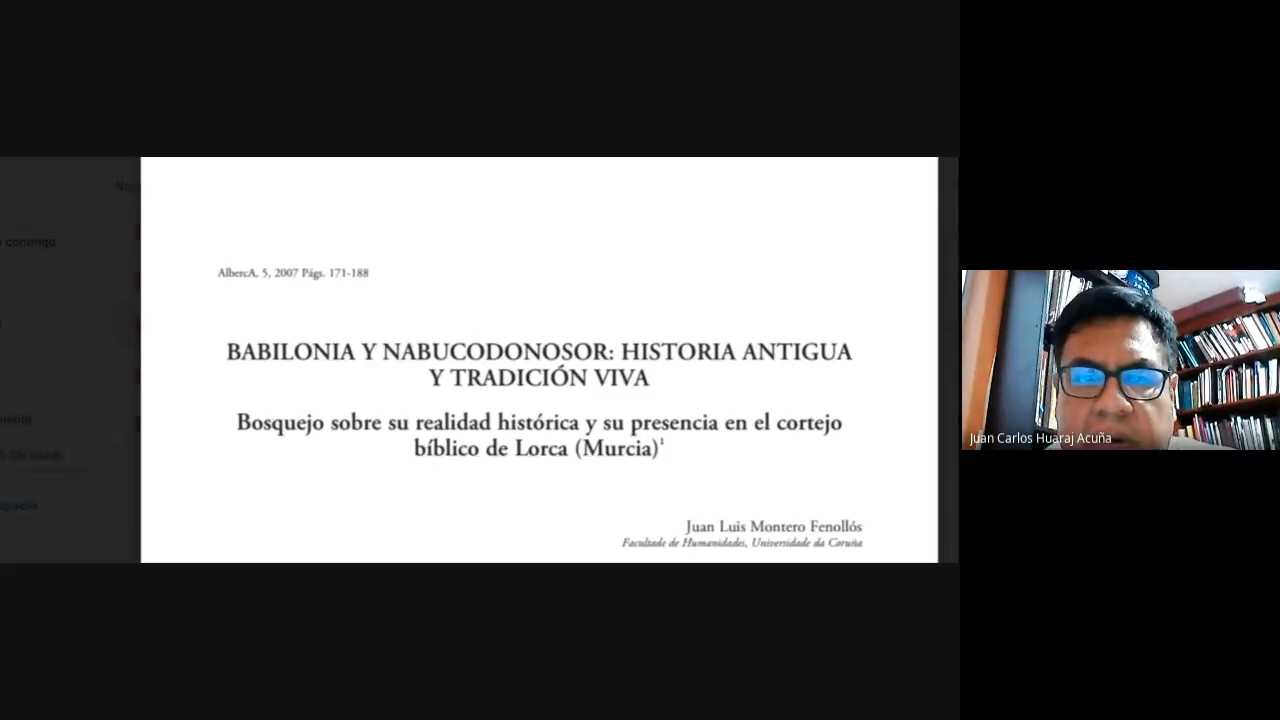 AlbercA. 5, 2007 Págs. 171-188
BABILONIA Y NABUCODONOSOR: HISTORIA ANTIGUA
Y TRADICIÓN VIVA
Bosquejo sobre su realidad histórica y su presencia en el cortejo
bíblico de Lorca (Murcia)¹
Juan Luis Montero Fenollós
Facultade de Humanidades, Universidade da Coruña
Juan Carlos Huaraj Acuña